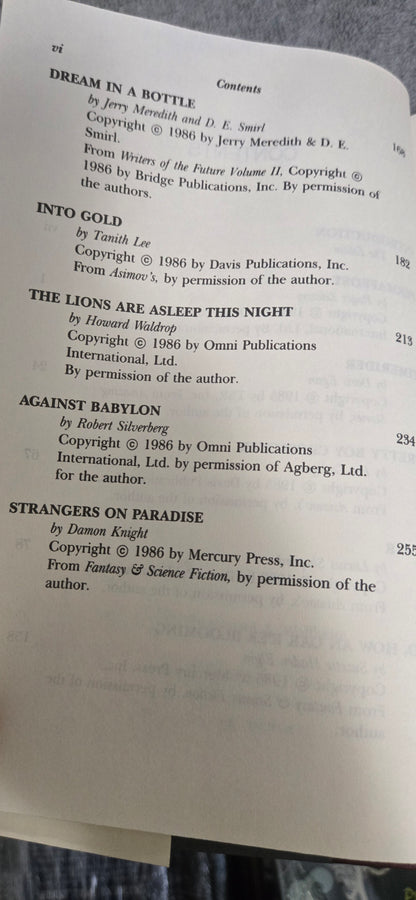 vi
Contents
DREAM IN A BOTTLE
by Jerry Meredith and D. E. Smirl
Copyright © 1986 by Jerry Meredith & D. E.
Smirl.
From Writers of the Future Volume II, Copyright ©
1986 by Bridge Publications, Inc. By permission of
the authors.
INTO GOLD 182
by Tanith Lee
Copyright © 1986 by Davis Publications, Inc.
From Asimov's, by permission of the author.
THE LIONS ARE ASLEEP THIS NIGHT 213
by Howard Waldrop
Copyright © 1986 by Omni Publications
International, Ltd.
By permission of the author.
AGAINST BABYLON 234
by Robert Silverberg
Copyright © 1986 by Omni Publications
International, Ltd. by permission of Agberg, Ltd.
for the author.
STRANGERS ON PARADISE 255
by Damon Knight
Copyright © 1986 by Mercury Press, Inc.
From Fantasy & Science Fiction, by permission of the
author.